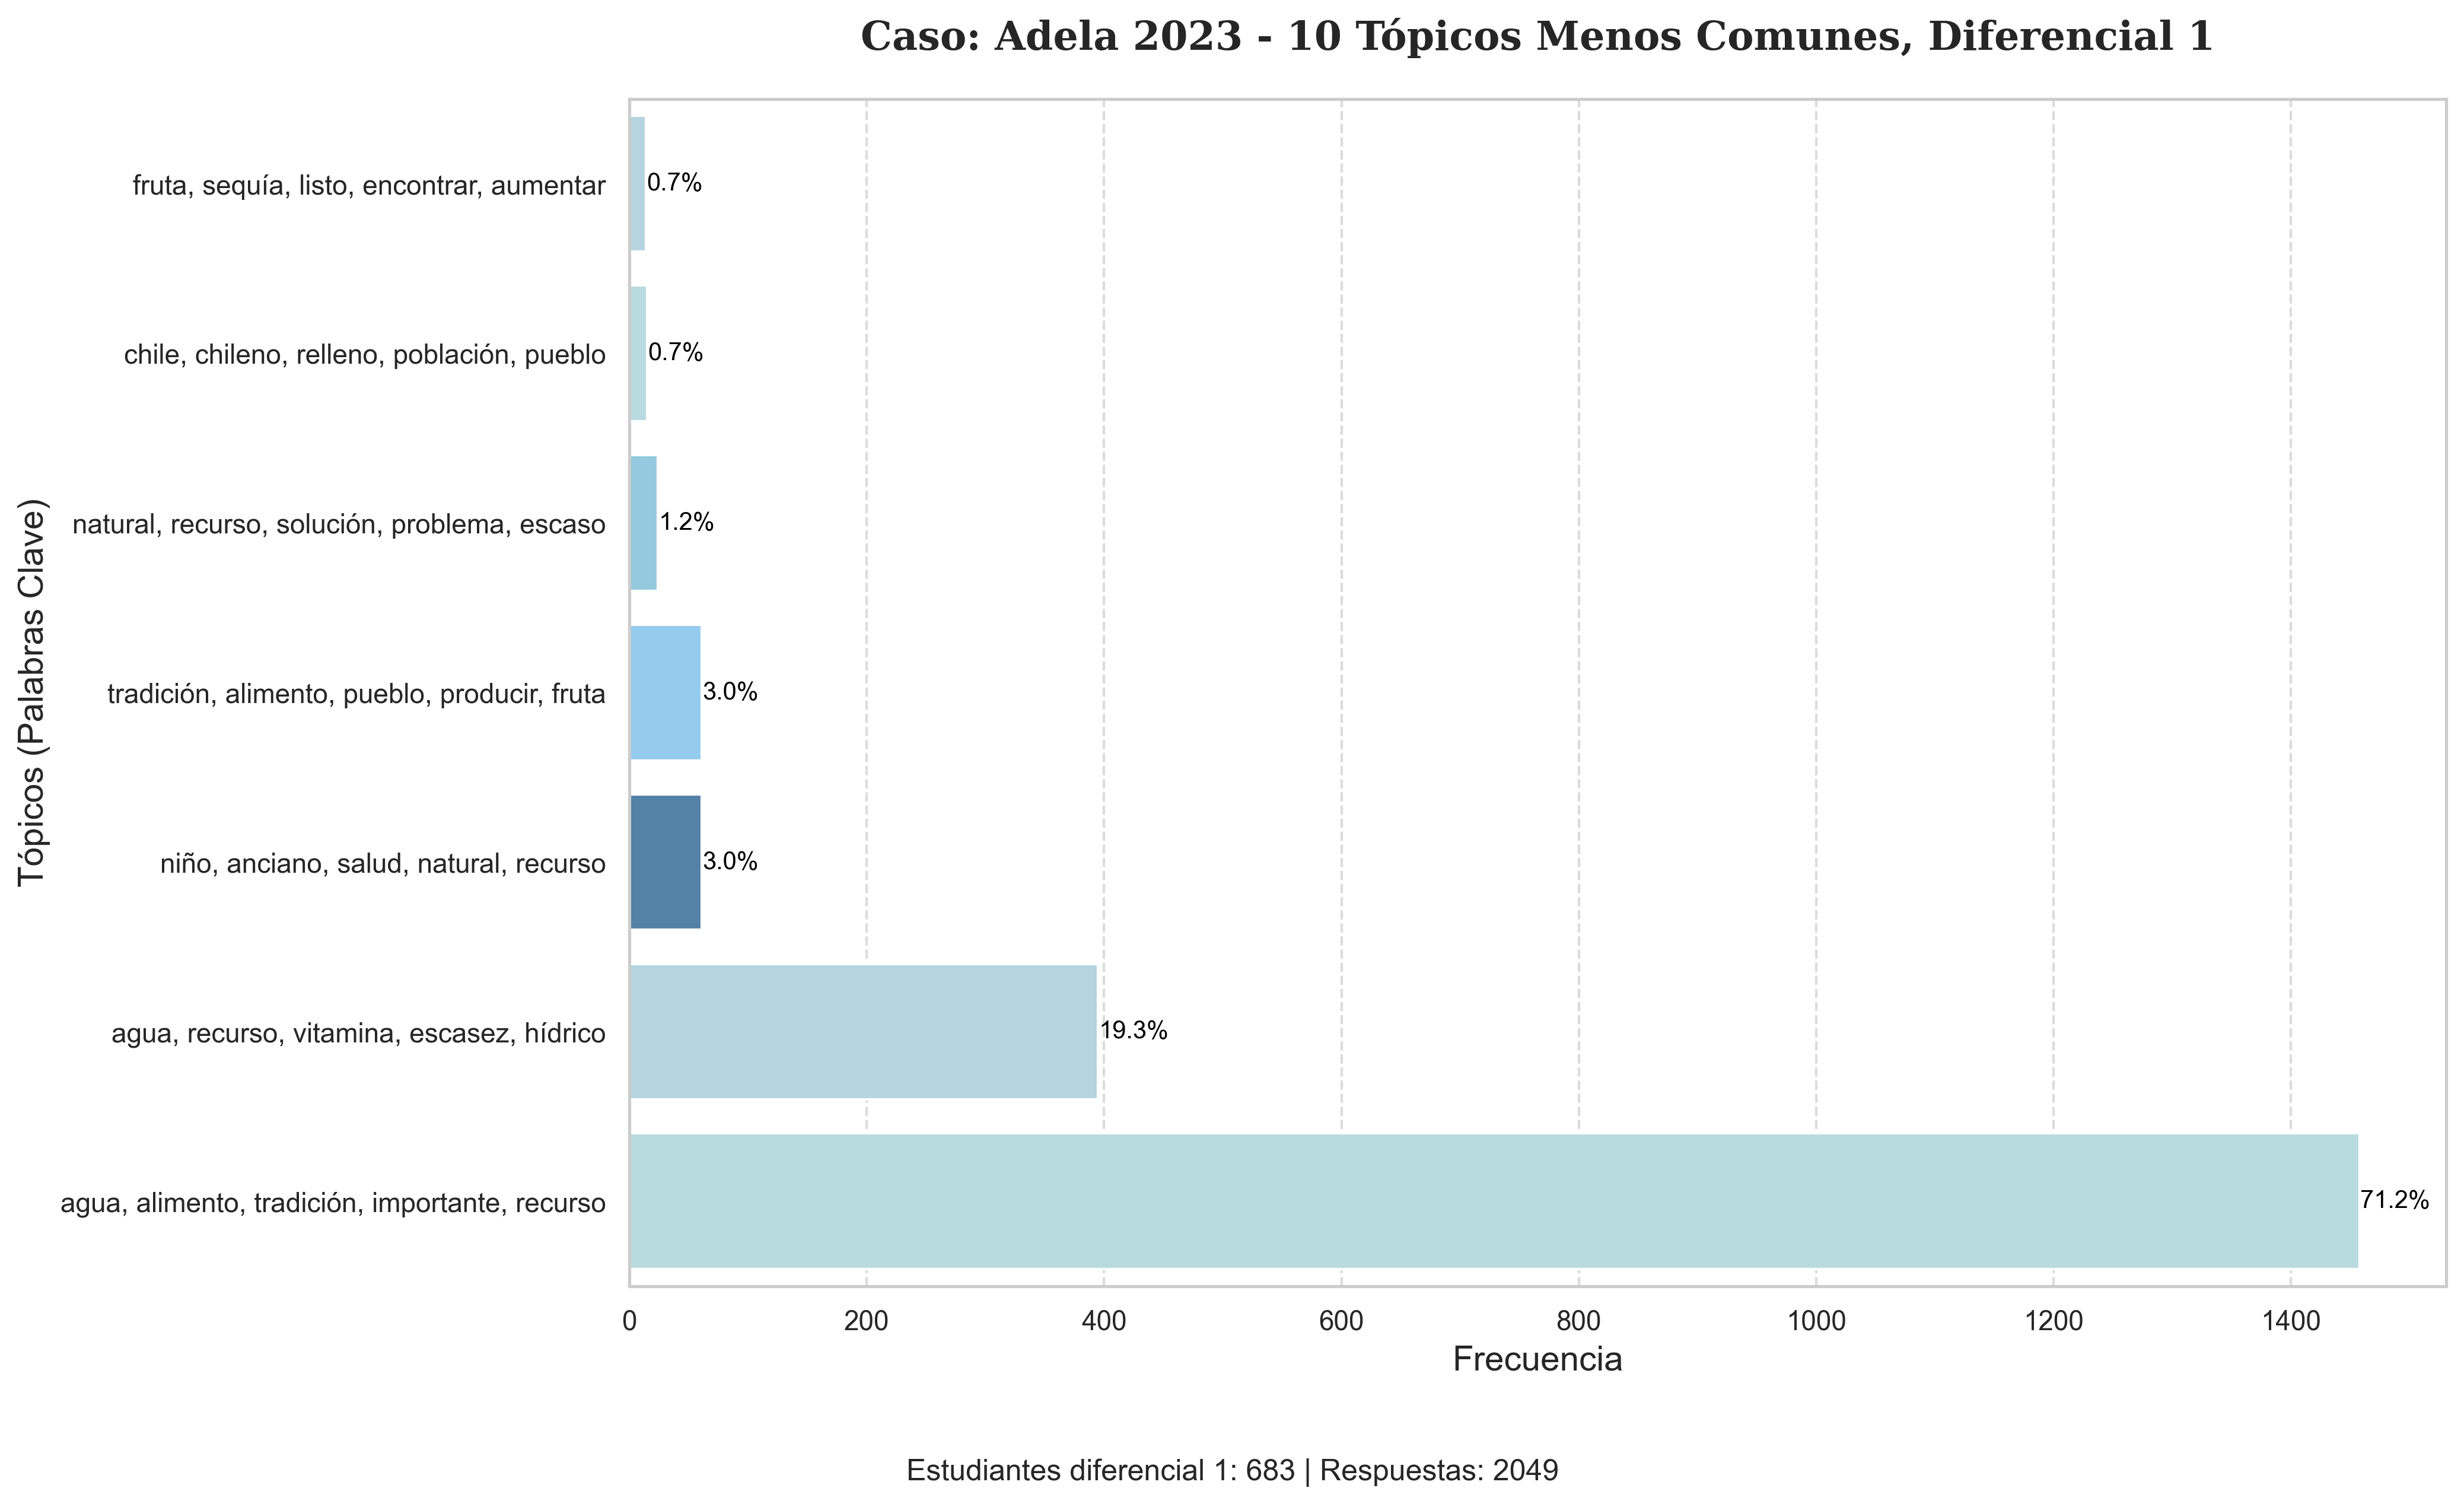 Caso: Adela 2023 - 10 Tópicos Menos Comunes, Diferencial 1
Tópicos (Palabras Clave)
fruta, sequía, listo, encontrar, aumentar
0.7%
chile, chileno, relleno, población, pueblo
0.7%
natural, recurso, solución, problema, escaso
1.2%
tradición, alimento, pueblo, producir, fruta
3.0%
niño, anciano, salud, natural, recurso
3.0%
agua, recurso, vitamina, escasez, hídrico
19.3%
agua, alimento, tradición, importante, recurso
71.2%
0 200 400 600 800 1000 1200 1400
Frecuencia
Estudiantes diferencial 1: 683 | Respuestas: 2049